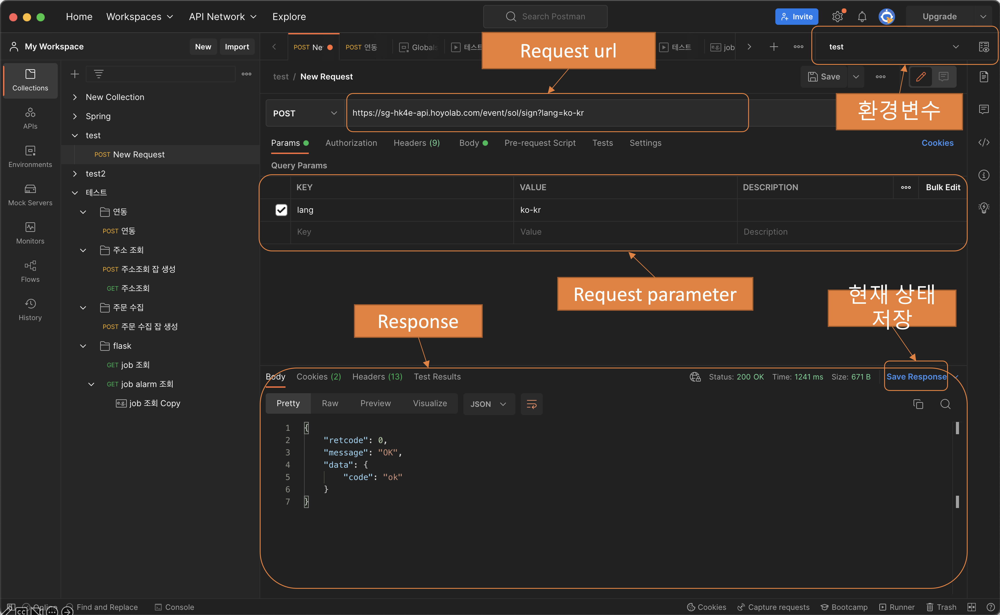 Home Workspaces API Network Explore Search Postman Invite Upgrade
My Workspace New Import
POST Ne POST 연동 Globals 테스트 테스트 e.g. job test
Request url
Collections
APIs
Environments
Mock Servers
Monitors
Flows
History
New Collection
Spring
test
POST New Request
test2
테스트
연동
POST 연동
주소 조회
POST 주소조회 잡 생성
GET 주소조회
주문 수집
POST 주문 수집 잡 생성
flask
GET job 조회
GET job alarm 조회
e.g. job 조회 Copy
test / New Request Save
환경변수
POST https://sg-hk4e-api.hoyolab.com/event/sol/sign?lang=ko-kr
Params Authorization Headers (9) Body Pre-request Script Tests Settings Cookies
Query Params
KEY VALUE DESCRIPTION Bulk Edit
lang ko-kr
Key Value Description
Request parameter
현재 상태
저장
Response
Body Cookies (2) Headers (13) Test Results Status: 200 OK Time: 1241 ms Size: 671 B Save Response
Pretty Raw Preview Visualize JSON
1 {
2 "retcode": 0,
3 "message": "OK",
4 "data": {
5 "code": "ok"
6 }
7 }
Online Find and Replace Console Cookies Capture requests Bootcamp Runner Trash
CC